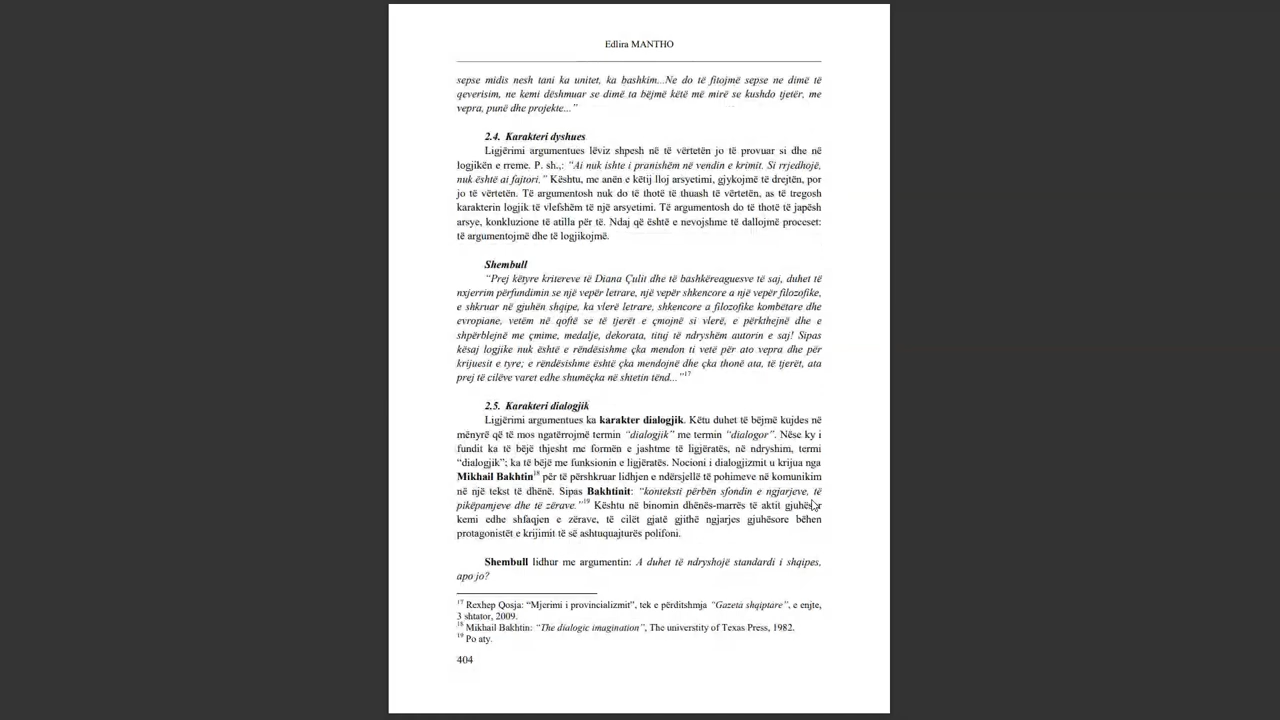 Edlira MANTHO
sepse midis nesh tani ka unitet, ka bashkim...Ne do të fitojmë sepse ne dimë të
qeverisim, ne kemi dëshmuar se dimë ta bëjmë këtë më mirë se kushdo tjetër, me
vepra, punë dhe projekte...”
2.4. Karakteri dyshues
Ligjërimi argumentues lëviz shpesh në të vërtetën jo të provuar si dhe në
logjikën e rreme. P. sh.,: “Ai nuk ishte i pranishëm në vendin e krimit. Si rrjedhojë,
nuk është ai fajtori.” Kështu, me anën e këtij lloj arsyetimi, gjykojmë të drejtën, por
jo të vërtetën. Të argumentosh nuk do të thotë të thuash të vërtetën, as të tregosh
karakterin logjik të vlefshëm të një arsyetimi. Të argumentosh do të thotë të japësh
arsye, konkluzione të atilla për të. Ndaj që është e nevojshme të dallojmë proceset:
të argumentojmë dhe të logjikojmë.
Shembull
“Prej këtyre kritereve të Diana Çulit dhe të bashkëreaguesve të saj, duhet të
nxjerrim përfundimin se një vepër letrare, një vepër shkencore a një vepër filozofike,
e shkruar në gjuhën shqipe, ka vlerë letrare, shkencore a filozofike kombëtare dhe
evropiane, vetëm në qoftë se të tjerët e çmojnë si vlerë, e përkthejnë dhe e
shpërblejnë me çmime, medalje, dekorata, tituj të ndryshëm autorin e saj! Sipas
kësaj logjike nuk është e rëndësishme çka mendon ti vetë për ato vepra dhe për
krijuesit e tyre; e rëndësishme është çka mendojnë dhe çka thonë ata, të tjerët, ata
prej të cilëve varet edhe shumëçka në shtetin tënd...”17
2.5. Karakteri dialogjik
Ligjërimi argumentues ka karakter dialogjik. Këtu duhet të bëjmë kujdes në
mënyrë që të mos ngatërrojmë termin “dialogjik” me termin “dialogor”. Nëse ky i
fundit ka të bëjë thjesht me formën e jashtme të ligjëratës, në ndryshim, termi
“dialogjik”; ka të bëjë me funksionin e ligjëratës. Nocioni i dialogjizmit u krijua nga
Mikhail Bakhtin18 për të përshkruar lidhjen e ndërsjellë të pohimeve në komunikim
në një tekst të dhënë. Sipas Bakhtinit: “konteksti përbën sfondin e ngjarjeve, të
pikëpamjeve dhe të zërave.”19 Kështu në binomin dhënës-marrës të aktit gjuhësor
kemi edhe shfaqjen e zërave, të cilët gjatë gjithë ngjarjes gjuhësore bëhen
protagonistët e krijimit të së ashtuquajturës polifoni.
Shembull lidhur me argumentin: A duhet të ndryshojë standardi i shqipes,
apo jo?
17 Rexhep Qosja: “Mjerimi i provincializmit”, tek e përditshmja “Gazeta shqiptare”, e enjte,
3 shtator, 2009.
18 Mikhail Bakhtin: “The dialogic imagination”, The universtity of Texas Press, 1982.
19 Po aty.
404